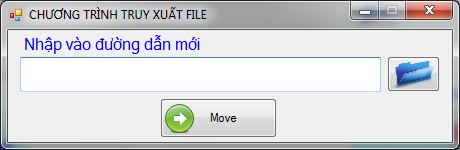 CHƯƠNG TRÌNH TRUY XUẤT FILE
Nhập vào đường dẫn mới
Move